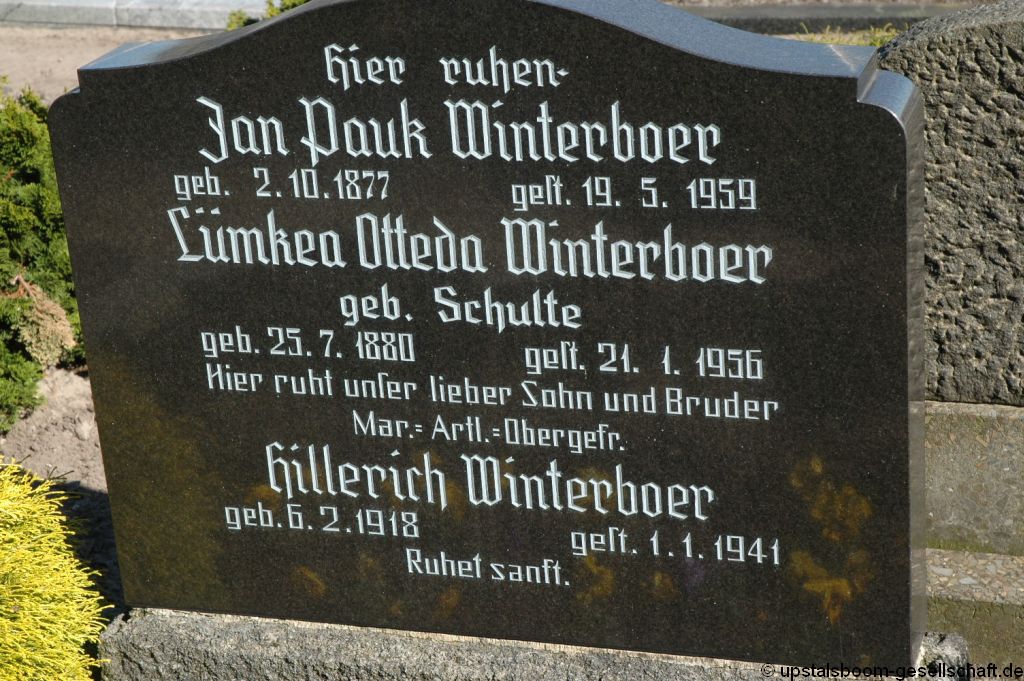 Hier ruhen
Jan Pauk Winterboer
geb. 2.10.1877 geſt. 19. 5. 1959
Lümkea Otteda Winterboer
geb. Schulte
geb. 25. 7. 1880 geſt. 21. 1. 1956
Hier ruht unſer lieber Sohn und Bruder
Mar.=Artl.=Obergefr.
Hillerich Winterboer
geb. 6. 2. 1918 geſt. 1. 1. 1941
Ruhet sanft.
© upstalsboom-gesellschaft.de